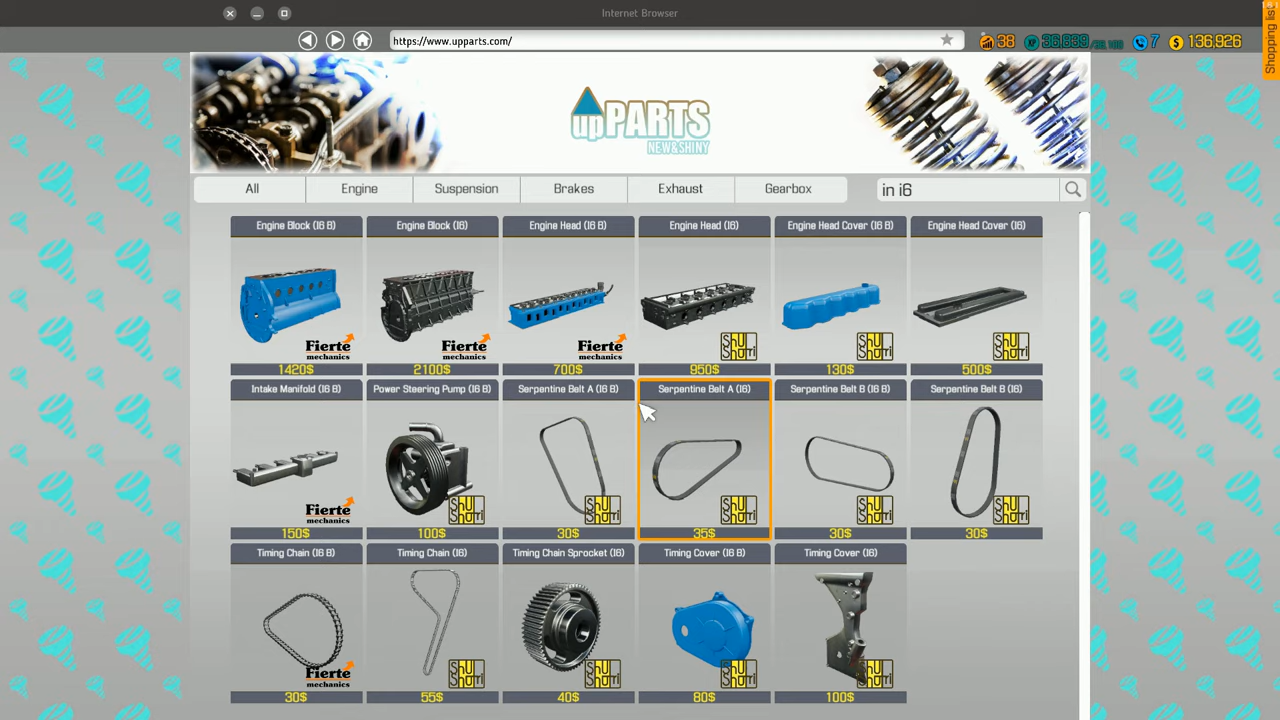 Internet Browser
https://www.upparts.com/
38
7
136,926
Shopping list
upPARTS
NEW&SHINY
All
Engine
Suspension
Brakes
Exhaust
Gearbox
in i6
Engine Block (I6 B)
Engine Block (I6)
Engine Head (I6 B)
Engine Head (I6)
Engine Head Cover (I6 B)
Engine Head Cover (I6)
Fierte mechanics
Fierte mechanics
Fierte mechanics
1420$
2100$
700$
950$
130$
500$
Intake Manifold (I6 B)
Power Steering Pump (I6 B)
Serpentine Belt A (I6 B)
Serpentine Belt A (I6)
Serpentine Belt B (I6 B)
Serpentine Belt B (I6)
Fierte mechanics
150$
100$
30$
35$
30$
30$
Timing Chain (I6 B)
Timing Chain (I6)
Timing Chain Sprocket (I6)
Timing Cover (I6 B)
Timing Cover (I6)
Fierte mechanics
30$
55$
40$
80$
100$